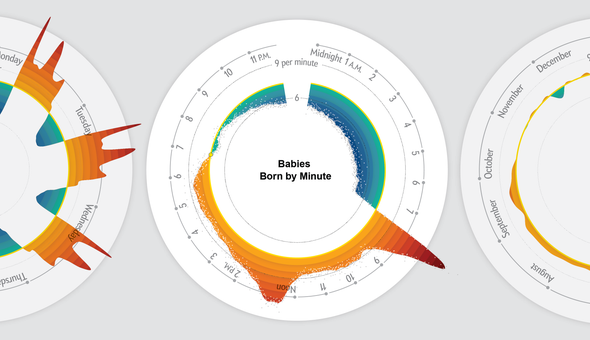 Monday
Tuesday
Wednesday
Thursday
Babies
Born by Minute
9 per minute
6
Midnight 1 A.M.
2
3
4
5
6
7
9
10
11
Noon
2 P.M.
3
4
5
6
7
8
9
10
11 P.M.
December
November
October
September
August